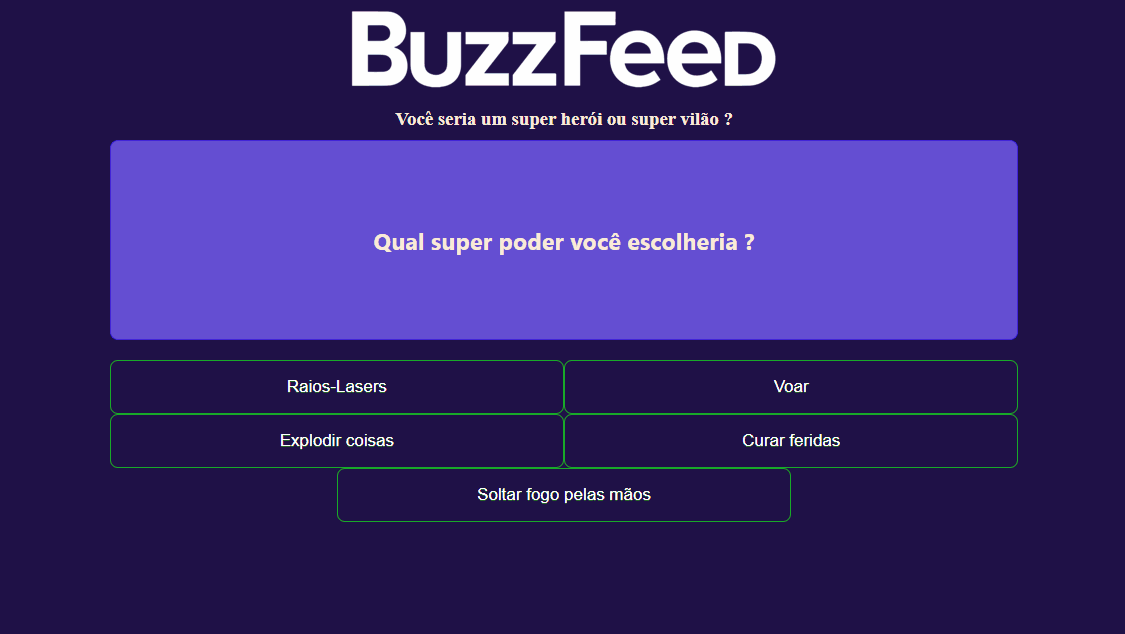 BuzzFeed
Você seria um super herói ou super vilão ?
Qual super poder você escolheria ?
Raios-Lasers
Voar
Explodir coisas
Curar feridas
Soltar fogo pelas mãos